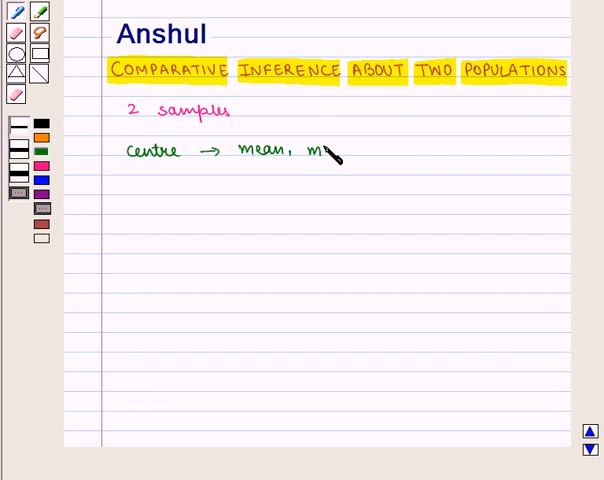 Anshul
COMPARATIVE INFERENCE ABOUT TWO POPULATIONS
2 samples
centre → mean, m